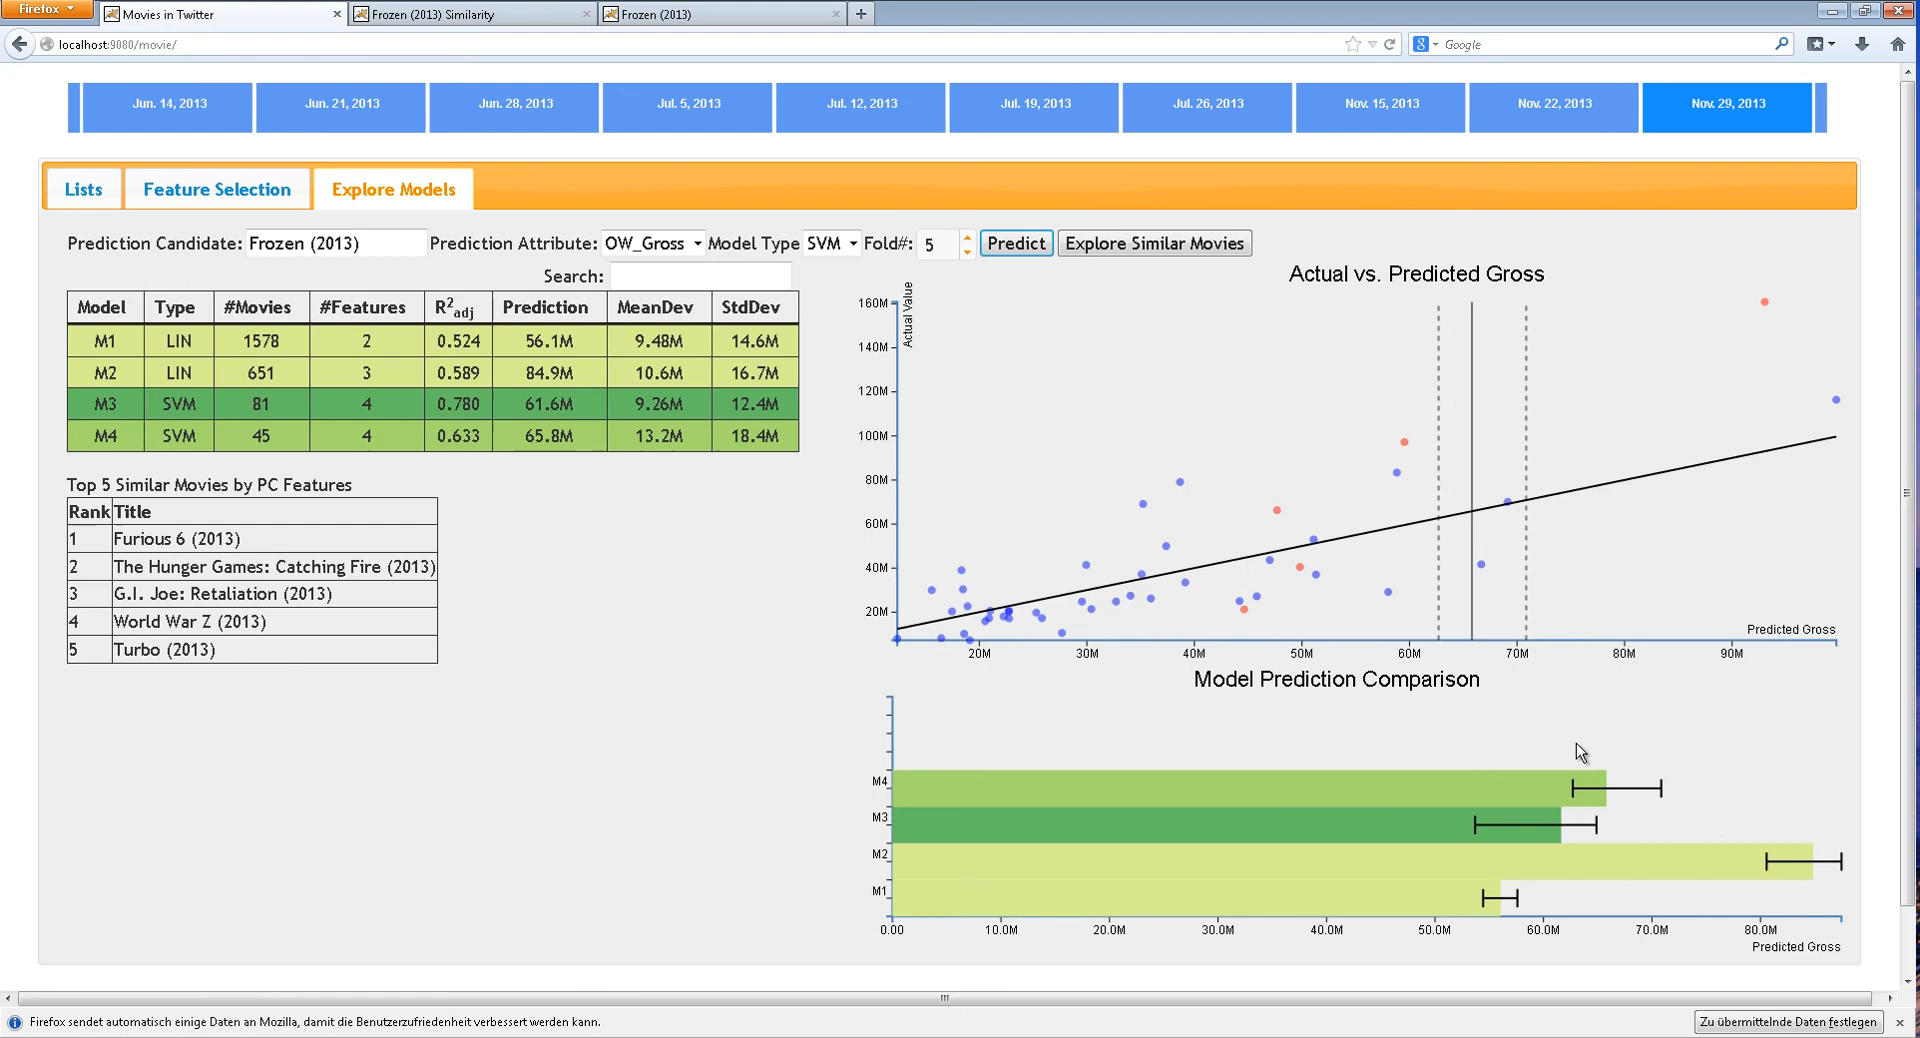 Firefox
Movies in Twitter
Frozen (2013) Similarity
Frozen (2013)
localhost:9080/movie/
Google
Jun. 14, 2013
Jun. 21, 2013
Jun. 28, 2013
Jul. 5, 2013
Jul. 12, 2013
Jul. 19, 2013
Jul. 26, 2013
Nov. 15, 2013
Nov. 22, 2013
Nov. 29, 2013
Lists
Feature Selection
Explore Models
Prediction Candidate: Frozen (2013) Prediction Attribute: OW_Gross Model Type SVM Fold#: 5 Predict Explore Similar Movies
Search:
Model Type #Movies #Features R²adj Prediction MeanDev StdDev
M1 LIN 1578 2 0.524 56.1M 9.48M 14.6M
M2 LIN 651 3 0.589 84.9M 10.6M 16.7M
M3 SVM 81 4 0.780 61.6M 9.26M 12.4M
M4 SVM 45 4 0.633 65.8M 13.2M 18.4M
Top 5 Similar Movies by PC Features
Rank Title
1 Furious 6 (2013)
2 The Hunger Games: Catching Fire (2013)
3 G.I. Joe: Retaliation (2013)
4 World War Z (2013)
5 Turbo (2013)
Actual vs. Predicted Gross
Actual Value
160M
140M
120M
100M
80M
60M
40M
20M
Predicted Gross
20M 30M 40M 50M 60M 70M 80M 90M
Model Prediction Comparison
M4
M3
M2
M1
0.00 10.0M 20.0M 30.0M 40.0M 50.0M 60.0M 70.0M 80.0M
Predicted Gross
Firefox sendet automatisch einige Daten an Mozilla, damit die Benutzerzufriedenheit verbessert werden kann.
Zu übermittelnde Daten festlegen